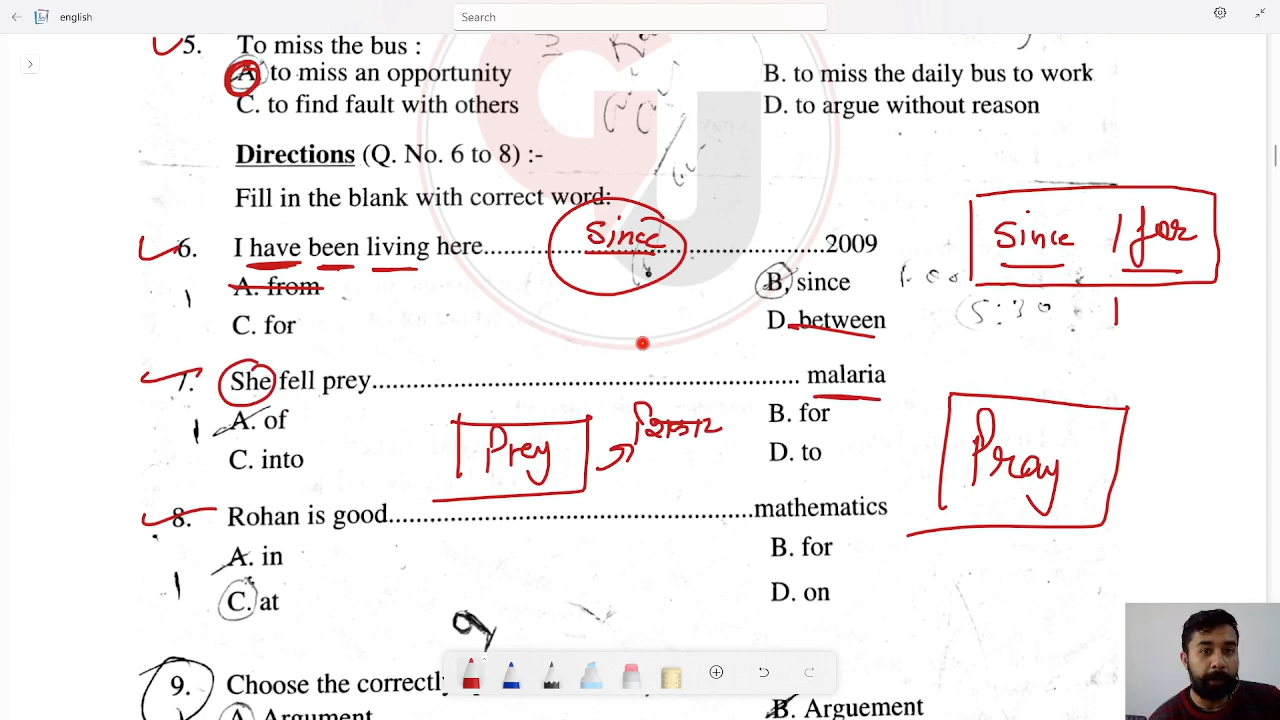 english
Search
5. To miss the bus :
A. to miss an opportunity B. to miss the daily bus to work
C. to find fault with others D. to argue without reason
Directions (Q. No. 6 to 8) :-
Fill in the blank with correct word:
6. I have been living here..............Since..............................2009
Since / for
A. from B. since
C. for D. between
7. She fell prey............................................................................ malaria
A. of B. for
Prey शिकार Pray
C. into D. to
8. Rohan is good................................................................mathematics
A. in B. for
C. at D. on
9. Choose the correctly
A. Argument B. Arguement